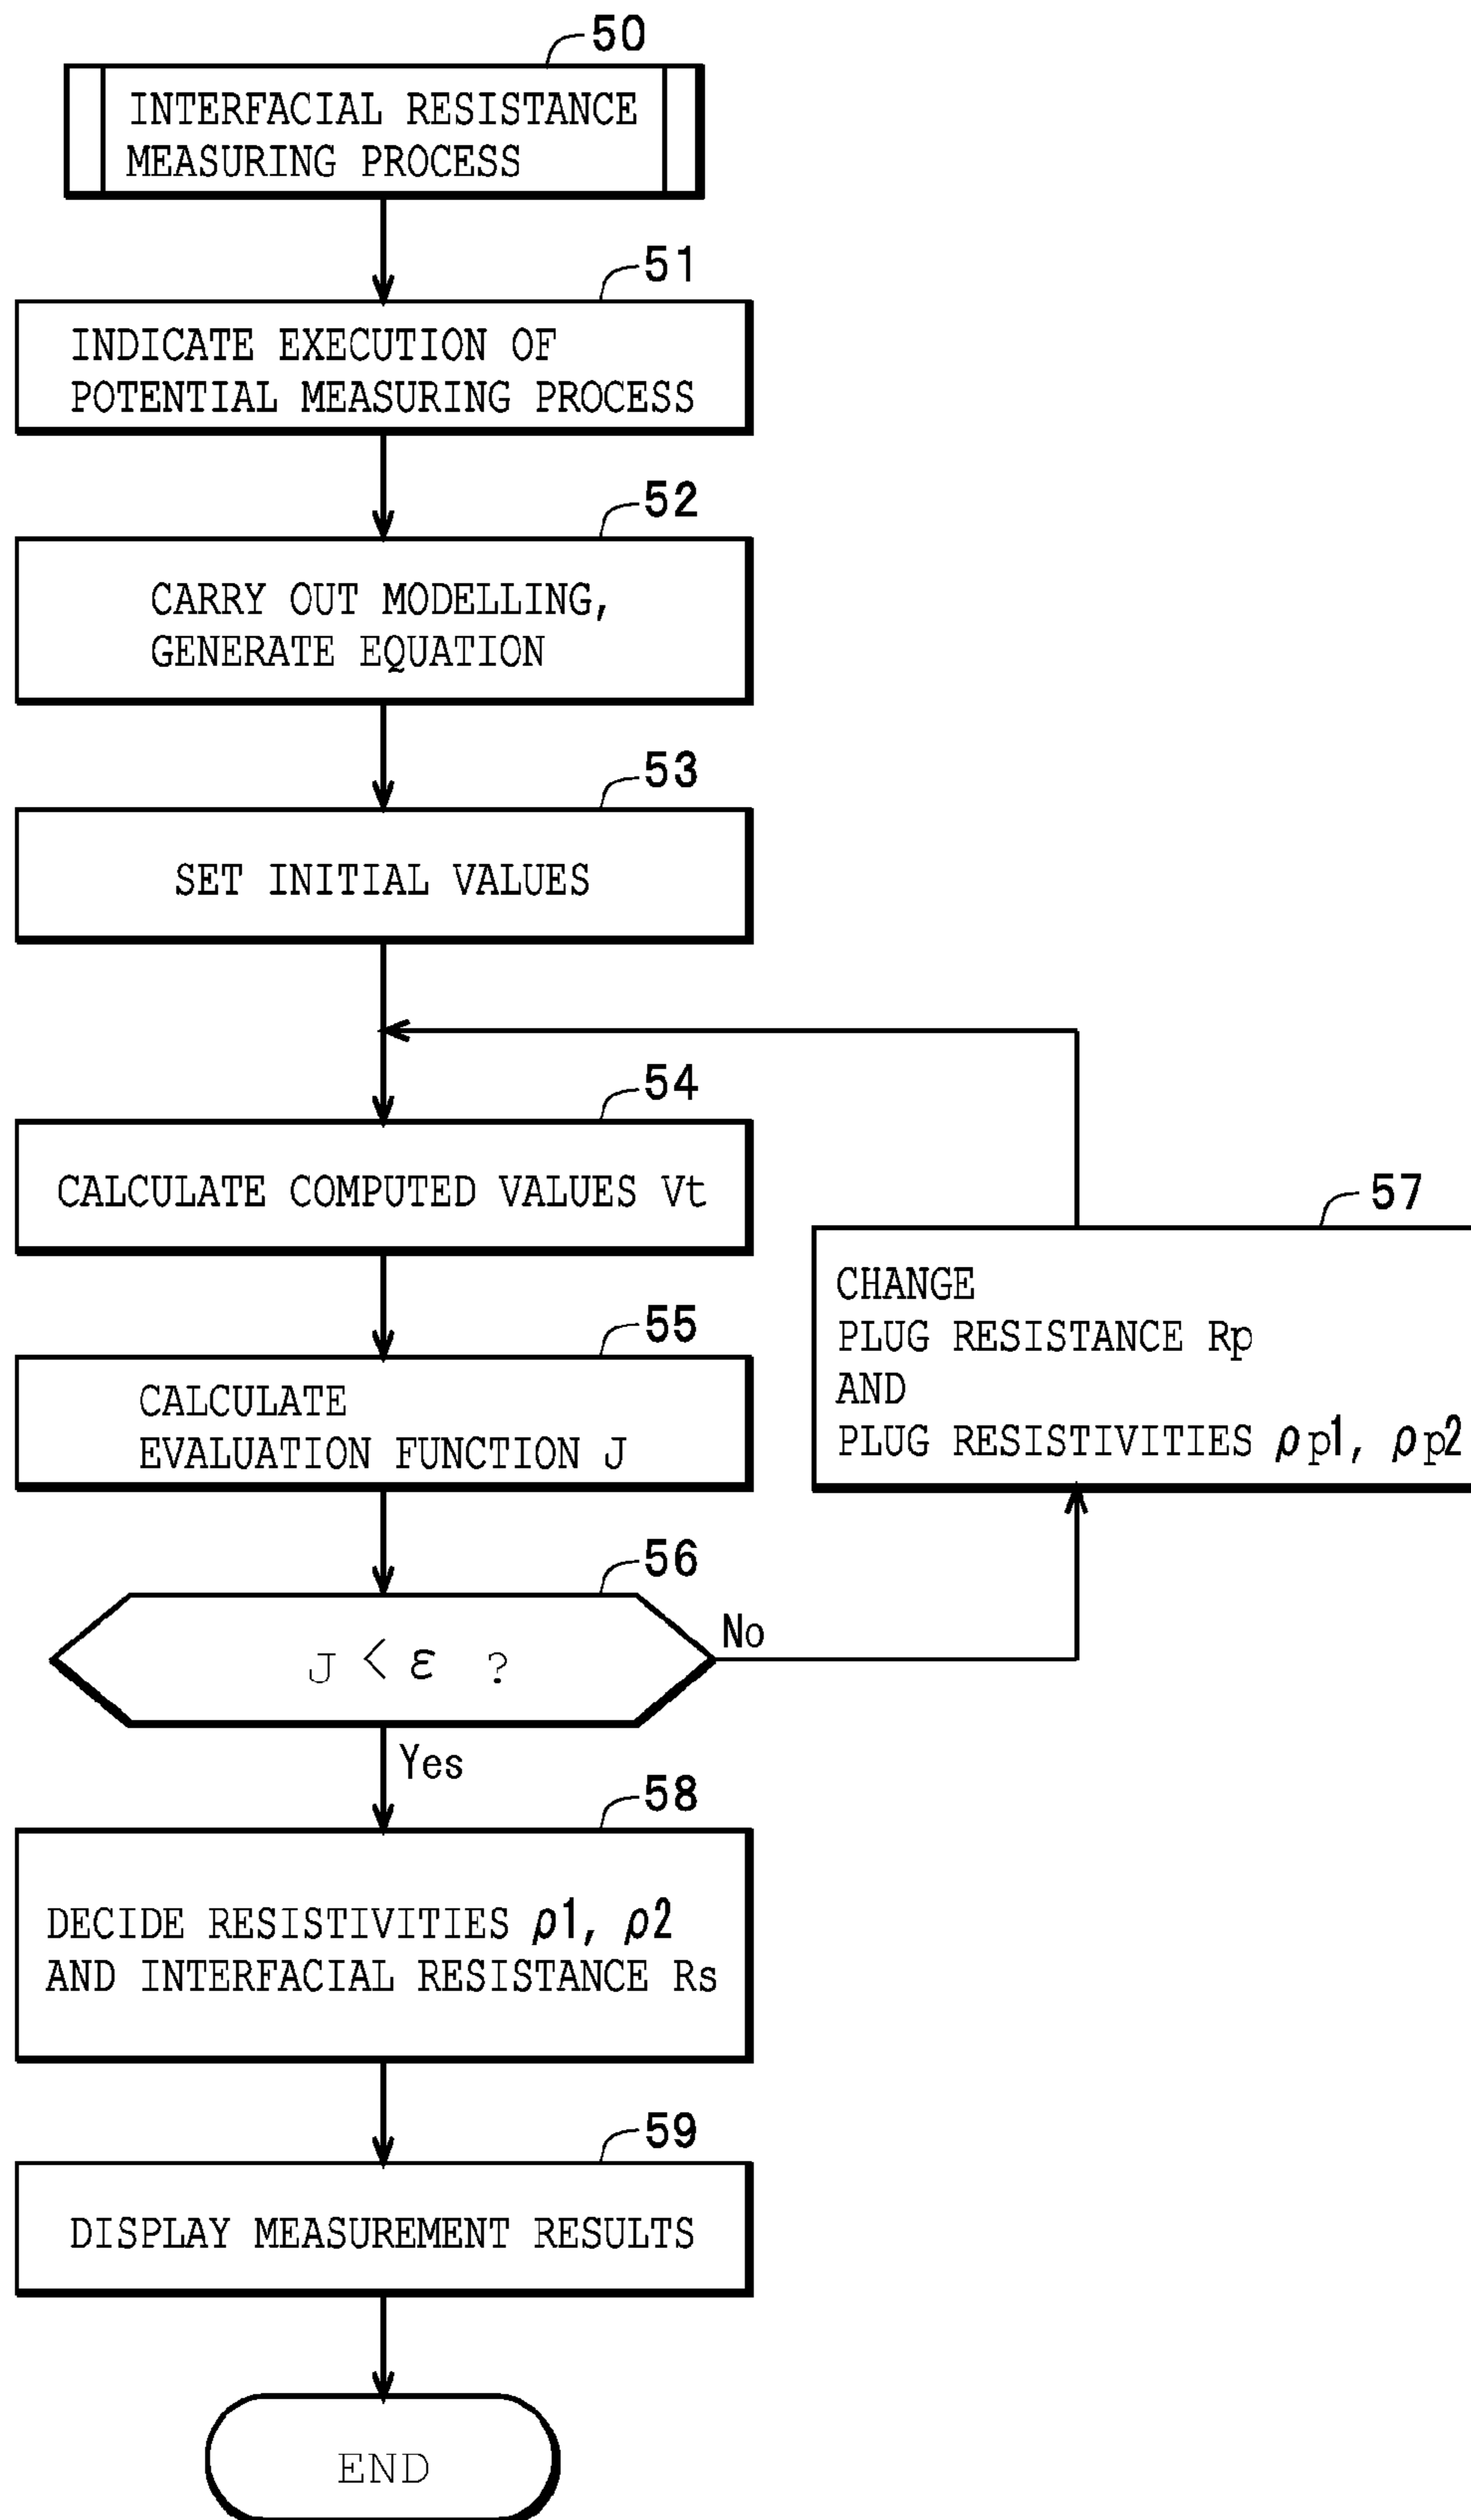 50
INTERFACIAL RESISTANCE
MEASURING PROCESS
51
INDICATE EXECUTION OF
POTENTIAL MEASURING PROCESS
52
CARRY OUT MODELLING,
GENERATE EQUATION
53
SET INITIAL VALUES
54
CALCULATE COMPUTED VALUES Vt
55
CALCULATE
EVALUATION FUNCTION J
56
J < ε ?
No
57
CHANGE
PLUG RESISTANCE Rp
AND
PLUG RESISTIVITIES ρp1, ρp2
Yes
58
DECIDE RESISTIVITIES ρ1, ρ2
AND INTERFACIAL RESISTANCE Rs
59
DISPLAY MEASUREMENT RESULTS
END